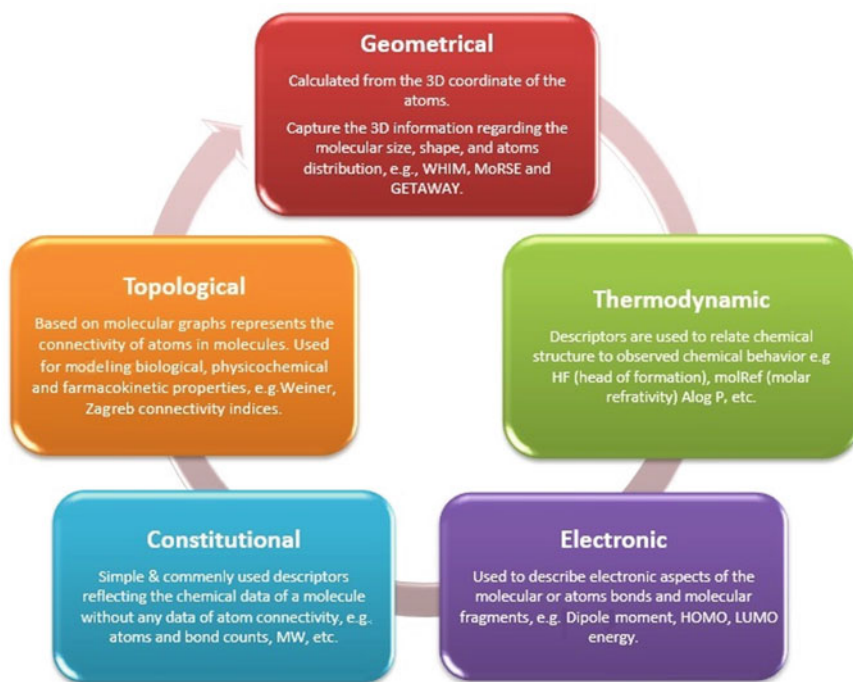 Geometrical
Calculated from the 3D coordinate of the
atoms.
Capture the 3D information regarding the
molecular size, shape, and atoms
distribution, e.g., WHIM, MoRSE and
GETAWAY.
Thermodynamic
Descriptors are used to relate chemical
structure to observed chemical behavior e.g
HF (head of formation), molRef (molar
refrativity) Alog P, etc.
Electronic
Used to describe electronic aspects of the
molecular or atoms bonds and molecular
fragments, e.g. Dipole moment, HOMO, LUMO
energy.
Constitutional
Simple & commenly used descriptors
reflecting the chemical data of a molecule
without any data of atom connectivity, e.g.
atoms and bond counts, MW, etc.
Topological
Based on molecular graphs represents the
connectivity of atoms in molecules. Used
for modeling biological, physicochemical
and farmacokinetic properties, e.g.Weiner,
Zagreb connectivity indices.